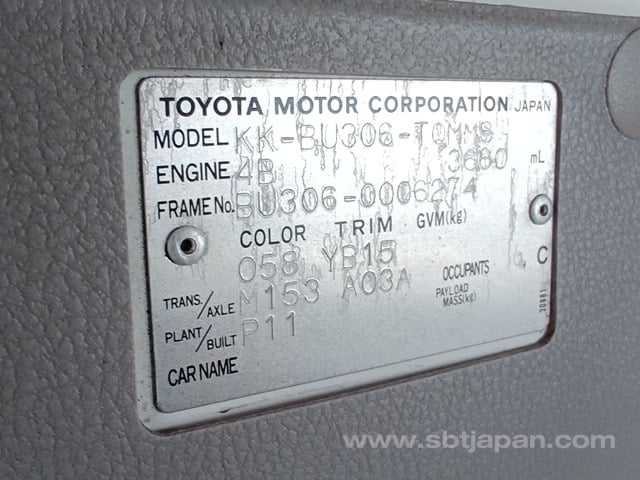 TOYOTA MOTOR CORPORATION JAPAN
MODEL KK-BU306-TQMMS
ENGINE 4B 3660 mL
FRAME No. BU306-0006274
COLOR TRIM GVM(kg)
058 YB15 C
TRANS./AXLE M153 A03A OCCUPANTS
PAYLOAD MASS(kg)
PLANT/BUILT P11
CAR NAME
www.sbtjapan.com